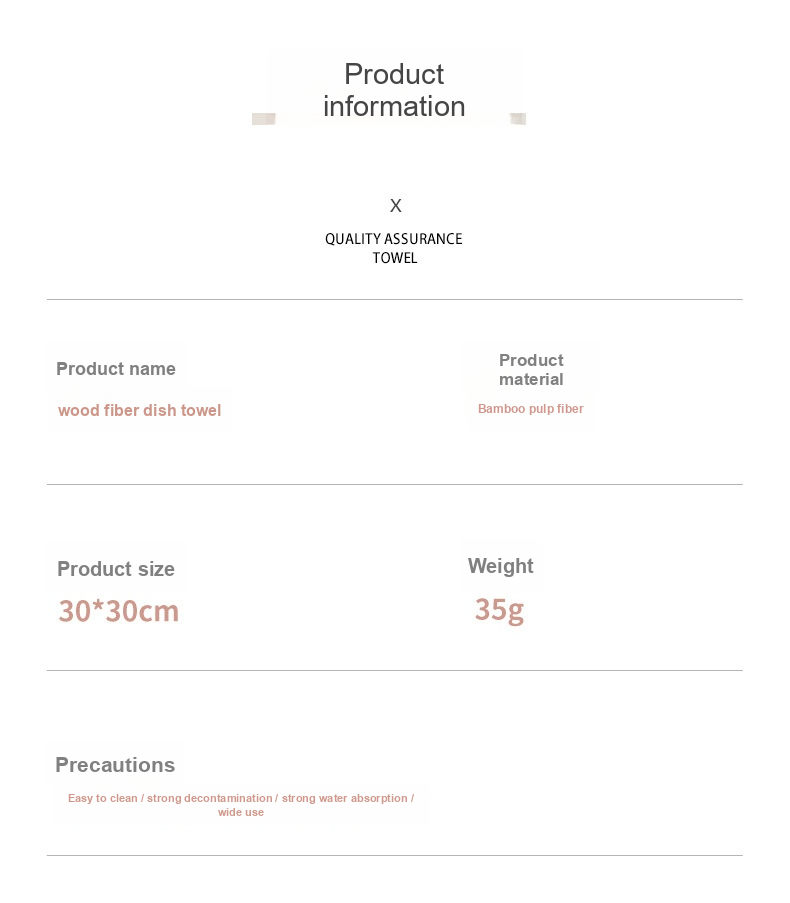 Product
information
X
QUALITY ASSURANCE
TOWEL
Product name
wood fiber dish towel
Product
material
Bamboo pulp fiber
Product size
30*30cm
Weight
35g
Precautions
Easy to clean / strong decontamination / strong water absorption /
wide use